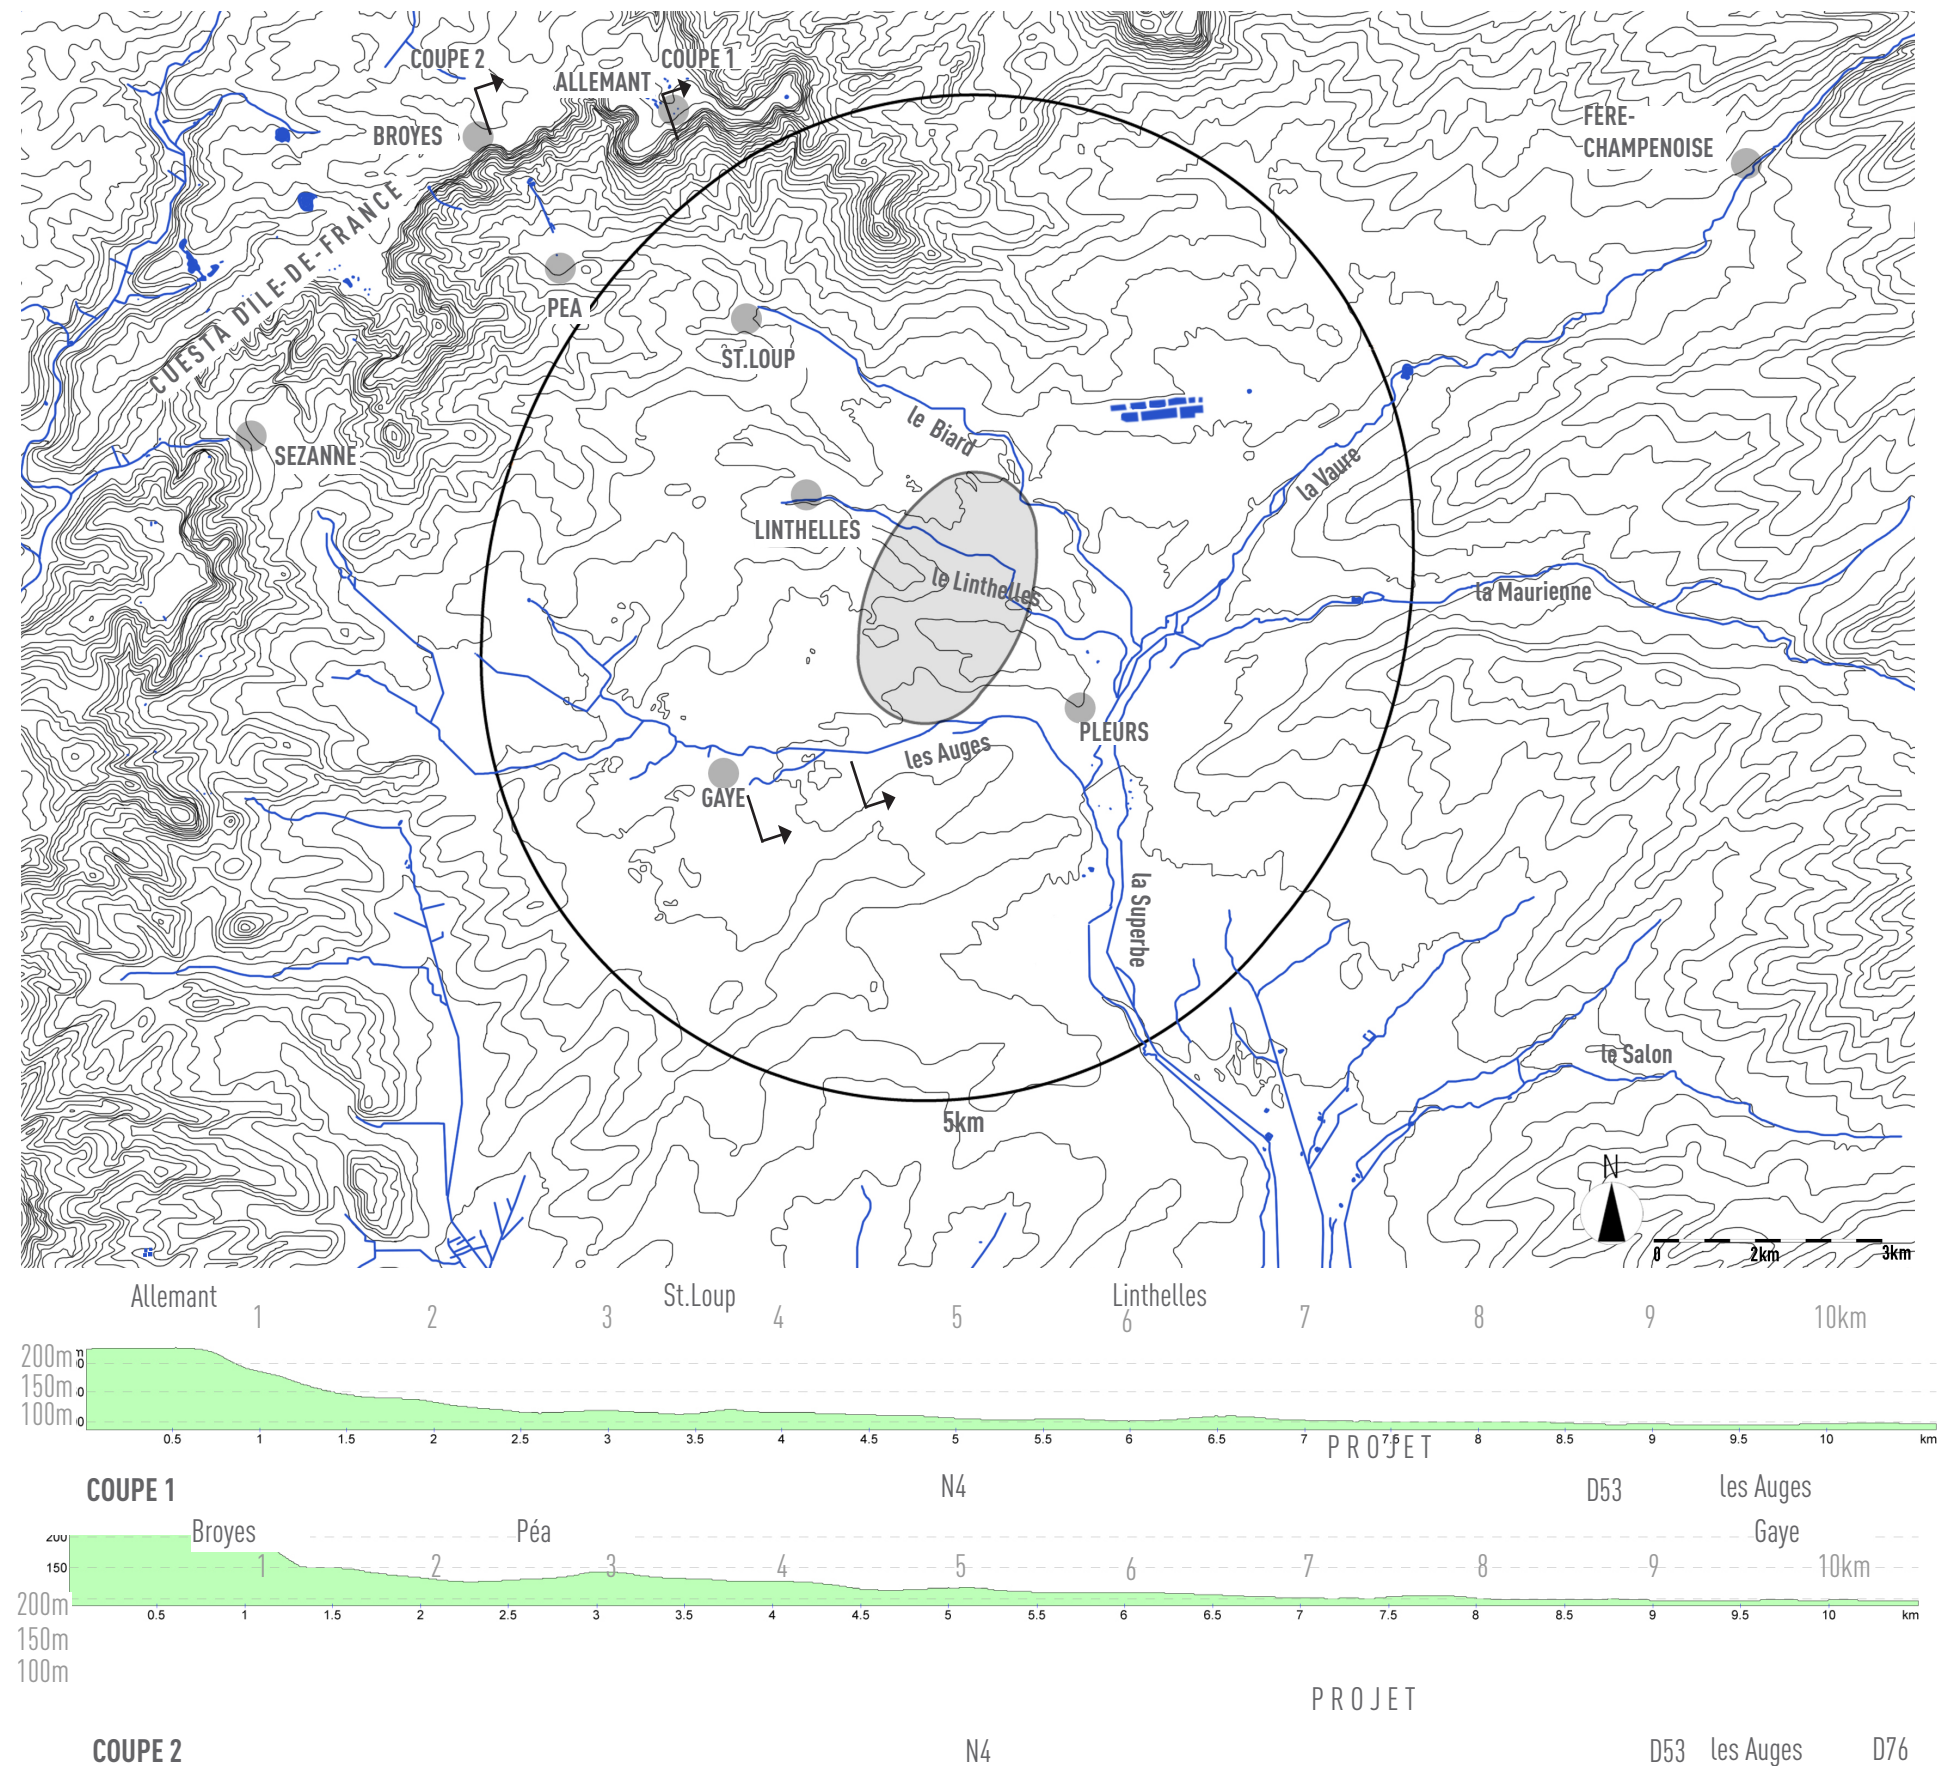 COUPE 2
COUPE 1
ALLEMANT
BROYES
FERE-
CHAMPENOISE
CUESTA D'ILE-DE-FRANCE
PEA
ST.LOUP
le Biard
SEZANNE
la Vaure
LINTHELLES
le Linthelles
la Maurienne
PLEURS
les Auges
GAYE
la Superbe
le Salon
5km
N
0 2km 3km
Allemant St.Loup Linthelles
1 2 3 4 5 6 7 8 9 10km
200m
150m
100m
0.5 1 1.5 2 2.5 3 3.5 4 4.5 5 5.5 6 6.5 7 7.5 8 8.5 9 9.5 10 km
PROJET
COUPE 1 N4 D53 les Auges
Broyes Péa Gaye
200
150
1 2 3 4 5 6 7 8 9 10km
0.5 1 1.5 2 2.5 3 3.5 4 4.5 5 5.5 6 6.5 7 7.5 8 8.5 9 9.5 10 km
200m
150m
100m
PROJET
COUPE 2 N4 D53 les Auges D76